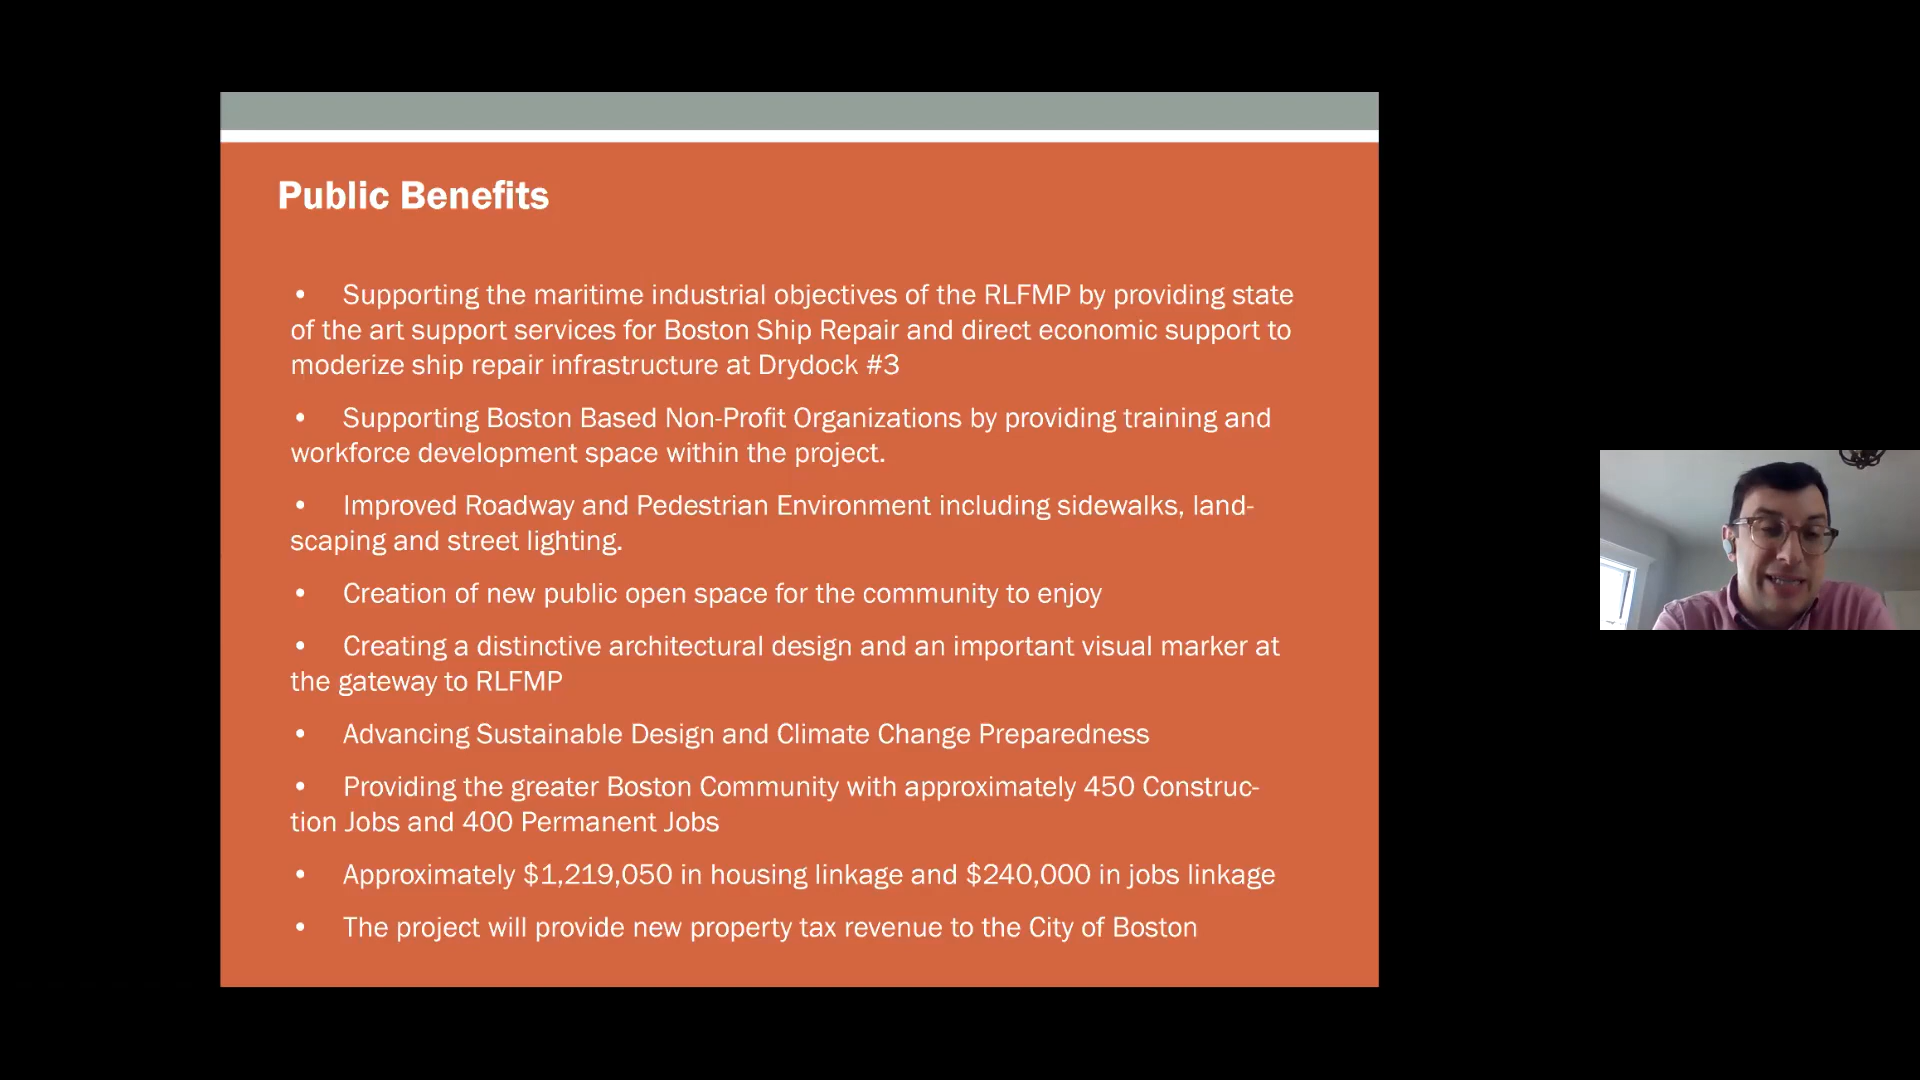 Public Benefits
• Supporting the maritime industrial objectives of the RLFMP by providing state
of the art support services for Boston Ship Repair and direct economic support to
moderize ship repair infrastructure at Drydock #3
• Supporting Boston Based Non-Profit Organizations by providing training and
workforce development space within the project.
• Improved Roadway and Pedestrian Environment including sidewalks, land-
scaping and street lighting.
• Creation of new public open space for the community to enjoy
• Creating a distinctive architectural design and an important visual marker at
the gateway to RLFMP
• Advancing Sustainable Design and Climate Change Preparedness
• Providing the greater Boston Community with approximately 450 Construc-
tion Jobs and 400 Permanent Jobs
• Approximately $1,219,050 in housing linkage and $240,000 in jobs linkage
• The project will provide new property tax revenue to the City of Boston